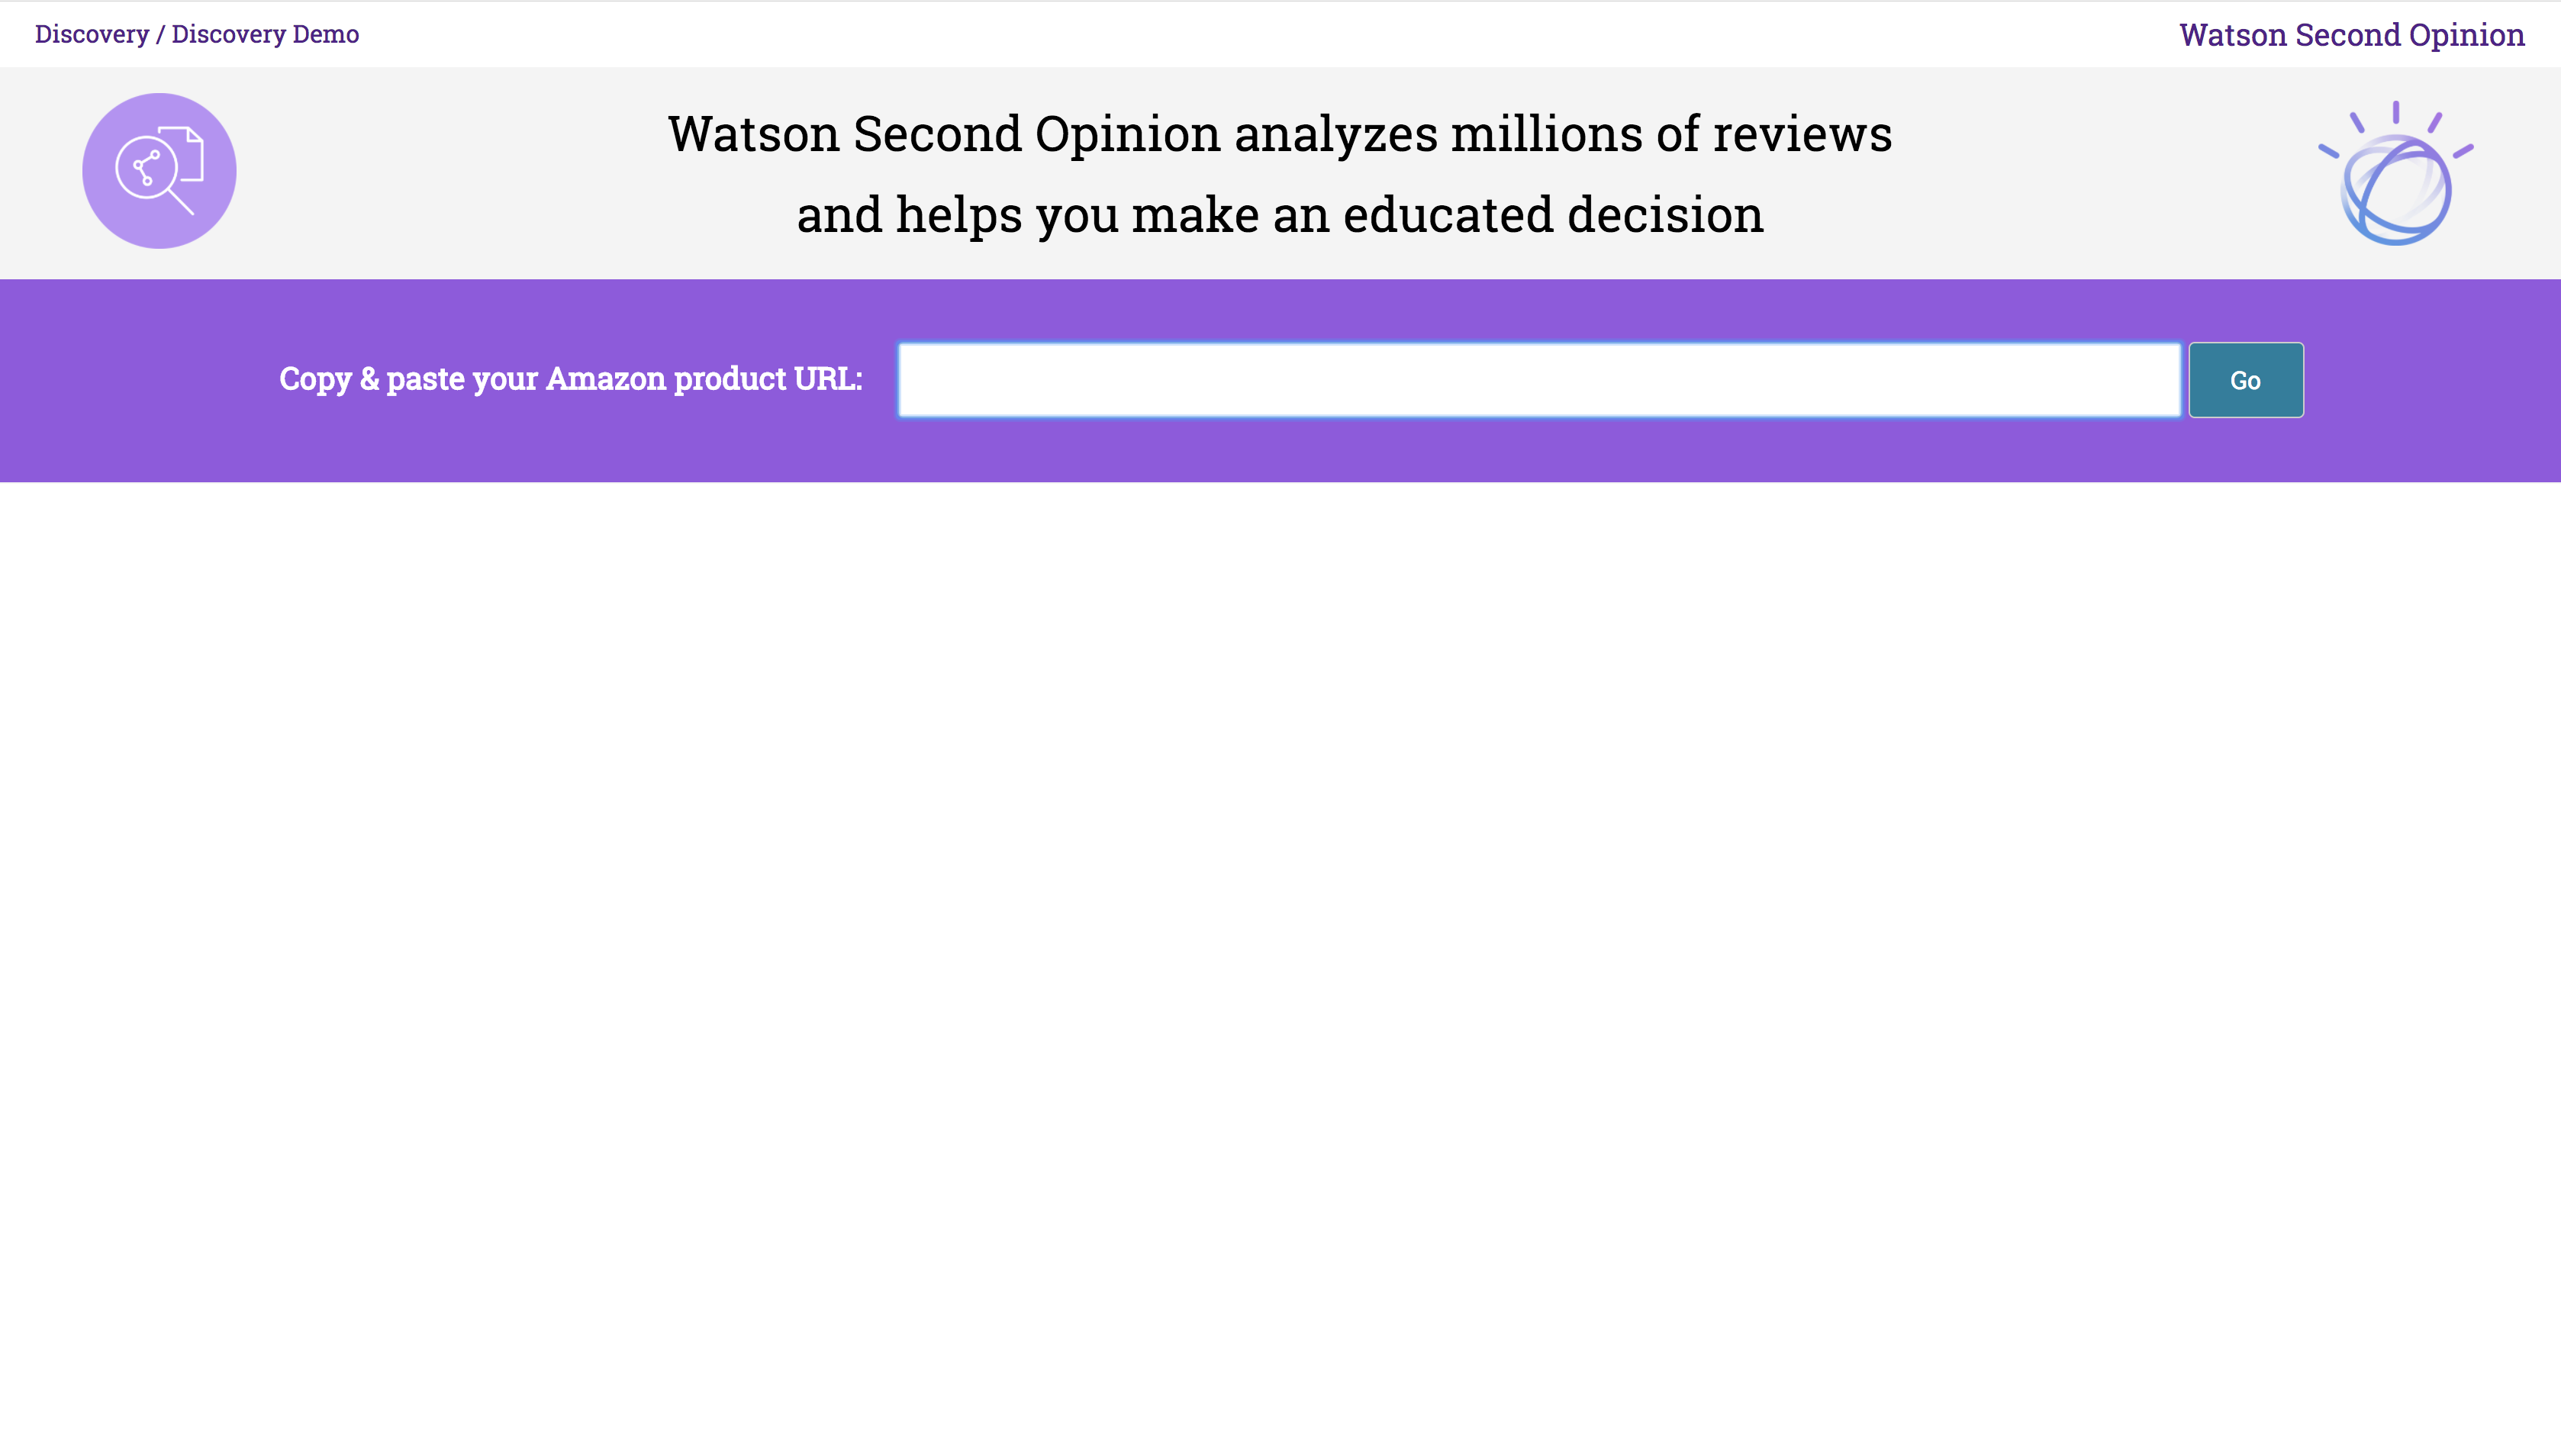 Discovery / Discovery Demo
Watson Second Opinion
Watson Second Opinion analyzes millions of reviews
and helps you make an educated decision
Copy & paste your Amazon product URL:
Go